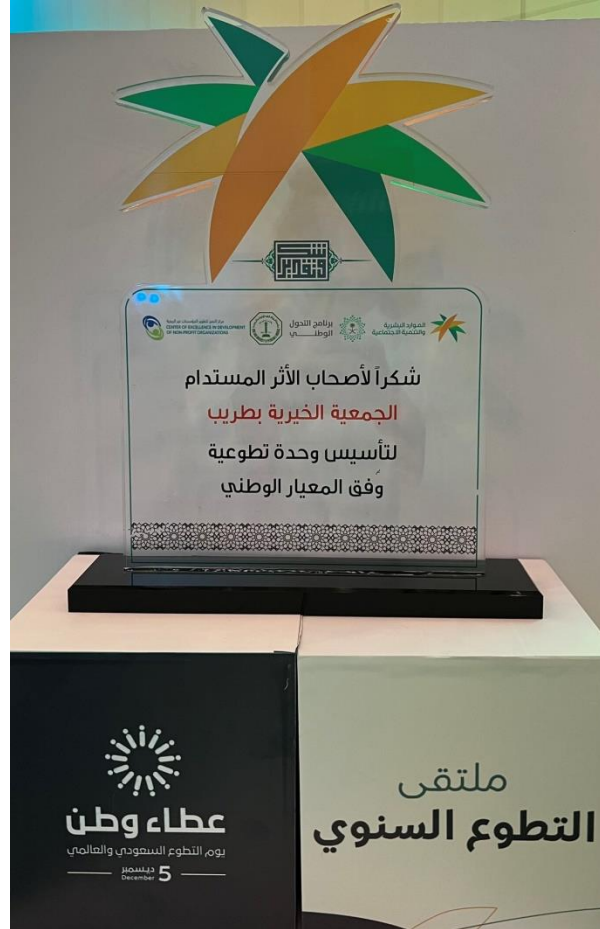 شكر وتقدير
الموارد البشرية
والتنمية الاجتماعية
برنامج التحول
الوطني
CENTER OF EXCELLENCE IN DEVELOPMENT
OF NON-PROFIT ORGANIZATIONS
شكراً لأصحاب الأثر المستدام
الجمعية الخيرية بطريب
لتأسيس وحدة تطوعية
وفق المعيار الوطني
عطاء وطن
يوم التطوع السعودي والعالمي
5 ديسمبر
December
ملتقى
التطوع السنوي